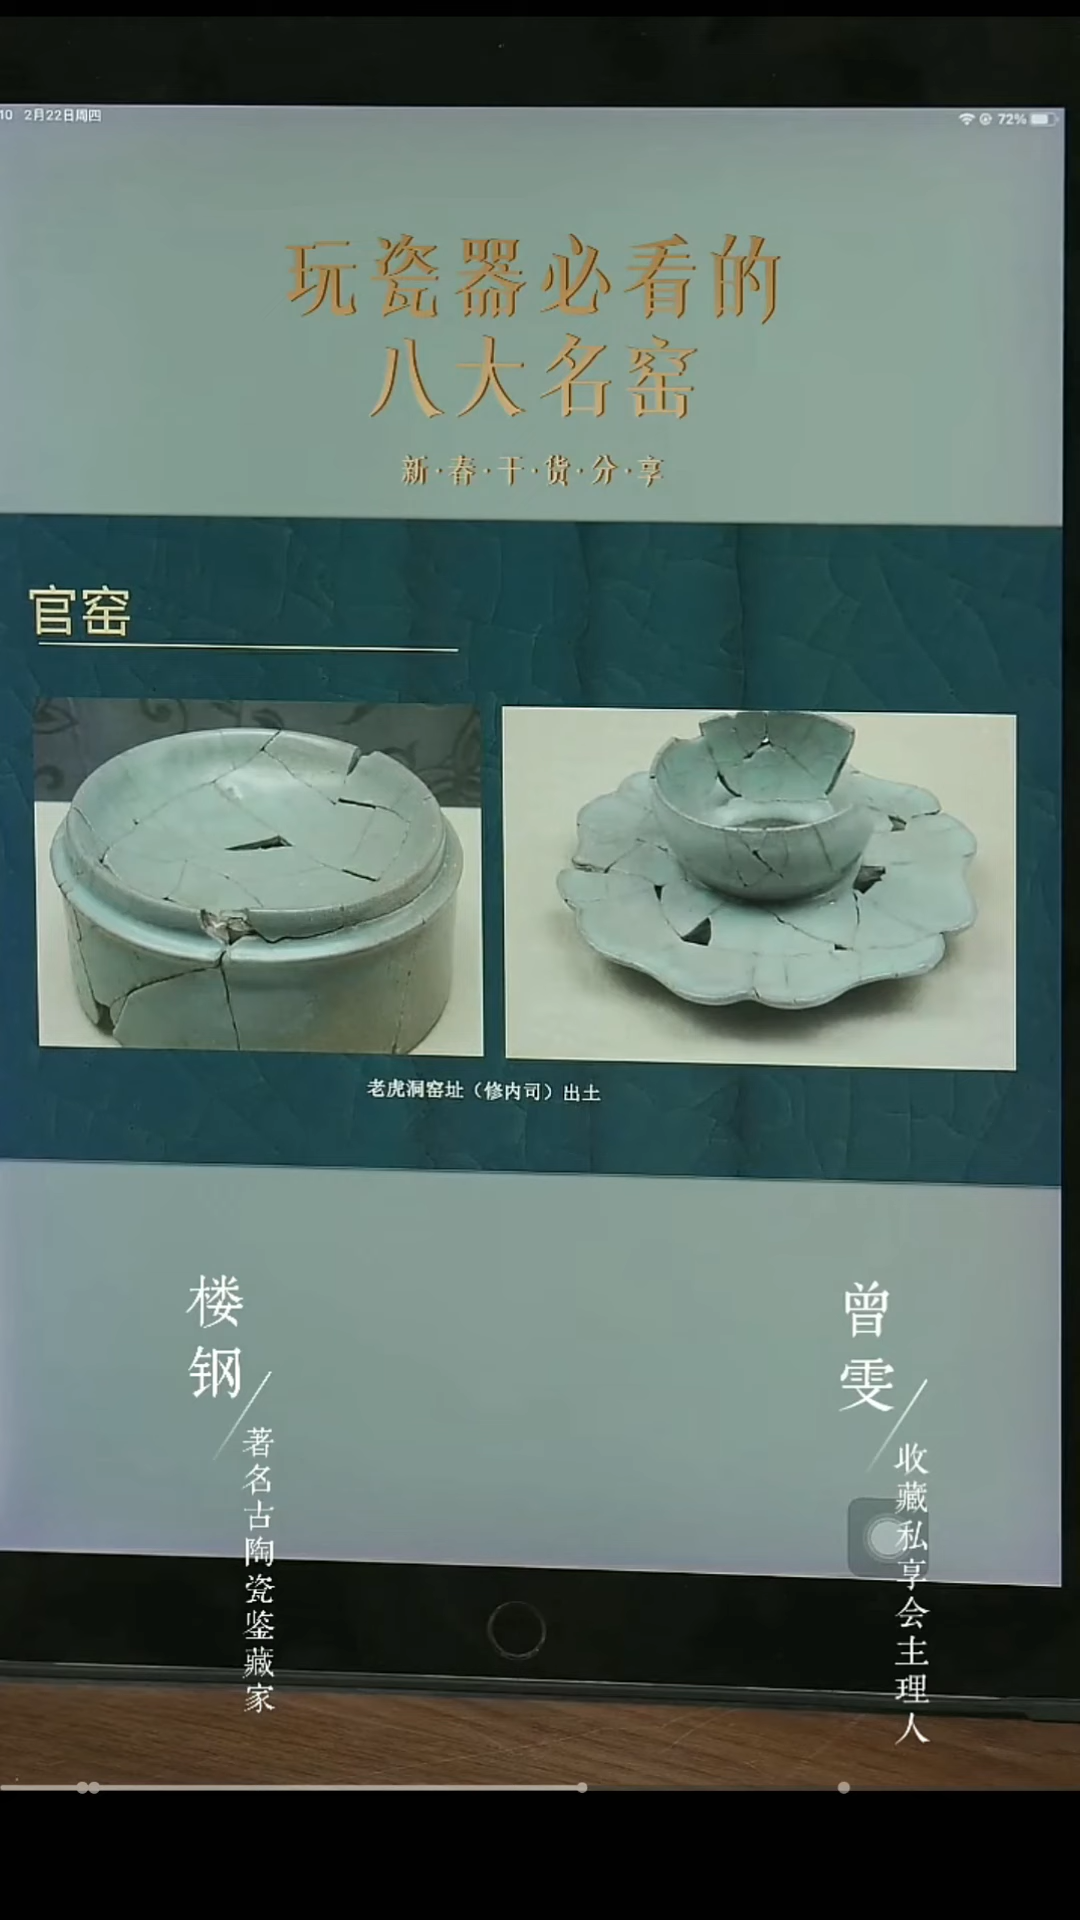 10 2月22日周四
72%
玩瓷器必看的
八大名窑
新·春·干·货·分·享
官窑
老虎洞窑址（修内司）出土
楼钢
著名古陶瓷鉴藏家
曾雯
收藏私享会主理人